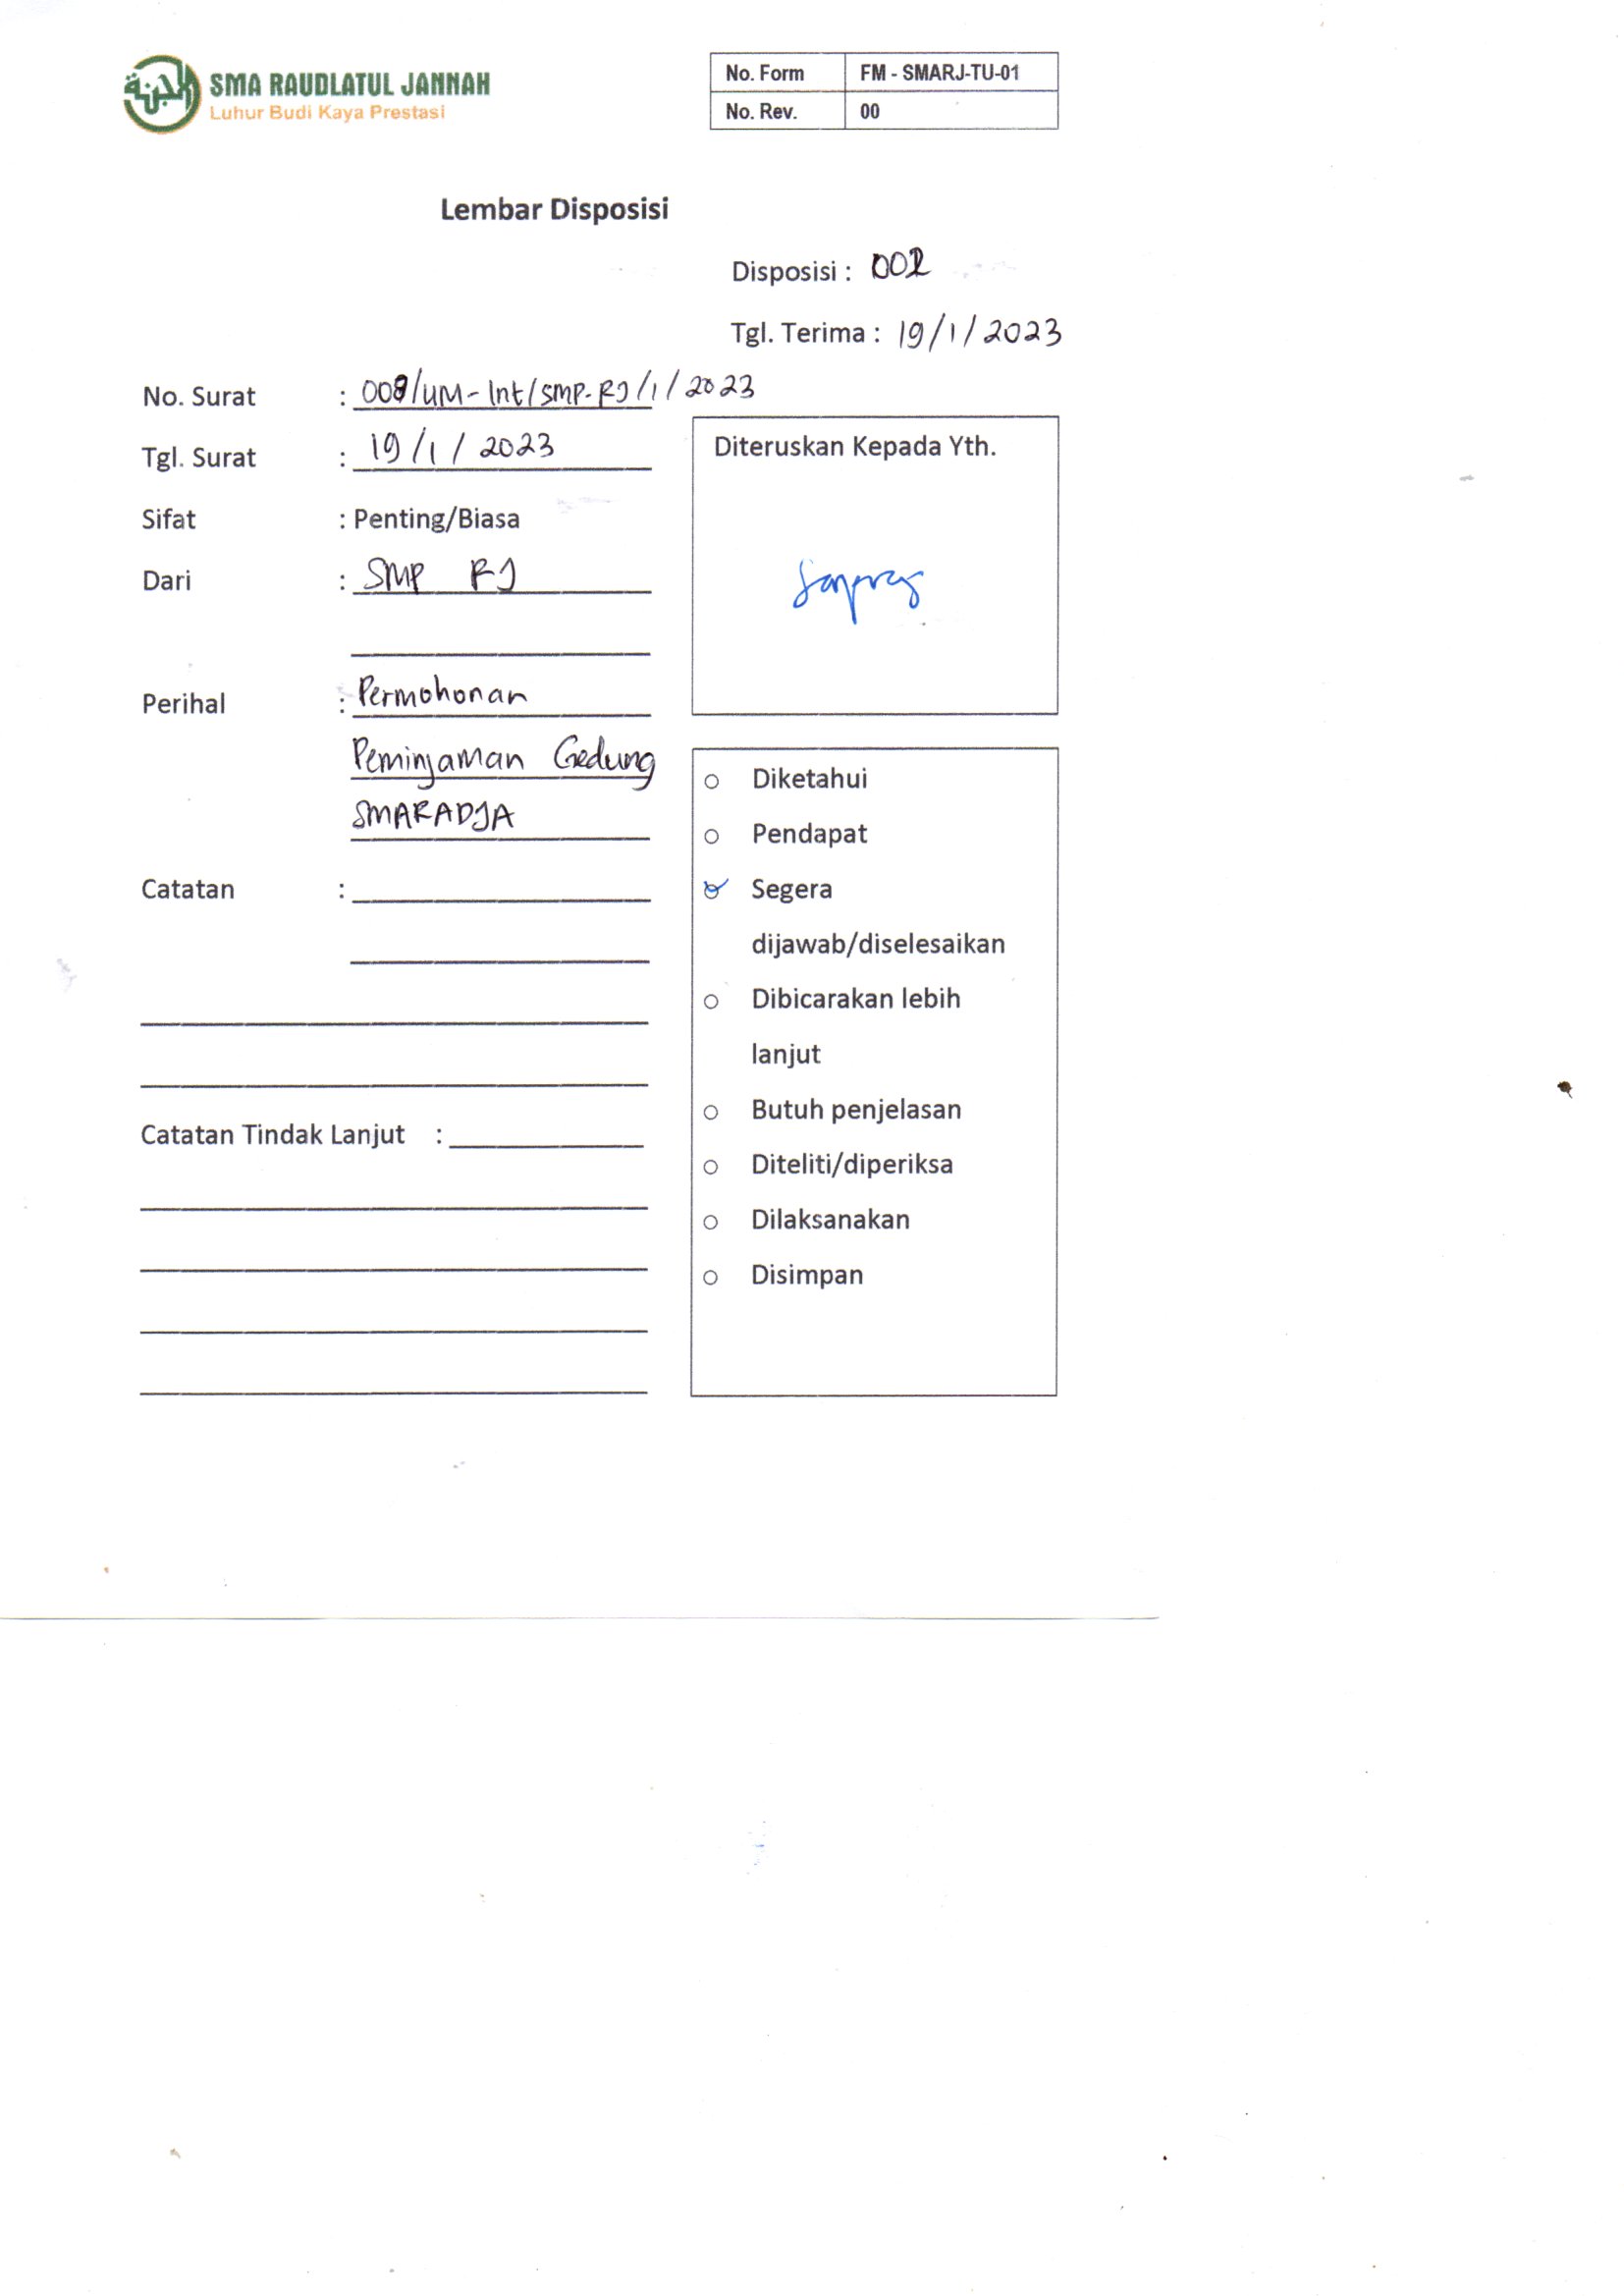 SMA RAUDLATUL JANNAH
Luhur Budi Kaya Prestasi
No. Form FM - SMARJ-TU-01
No. Rev. 00
Lembar Disposisi
Disposisi : 002
Tgl. Terima : 19/1/2023
No. Surat : 008/UM-Int/SMP-RJ/1/2023
Tgl. Surat : 19/1/2023
Sifat : Penting/Biasa
Dari : SMP RJ
Perihal : Permohonan
Peminjaman Gedung
SMARADJA
Catatan :
Catatan Tindak Lanjut :
Diteruskan Kepada Yth.
Diketahui
Pendapat
Segera
dijawab/diselesaikan
Dibicarakan lebih
lanjut
Butuh penjelasan
Diteliti/diperiksa
Dilaksanakan
Disimpan